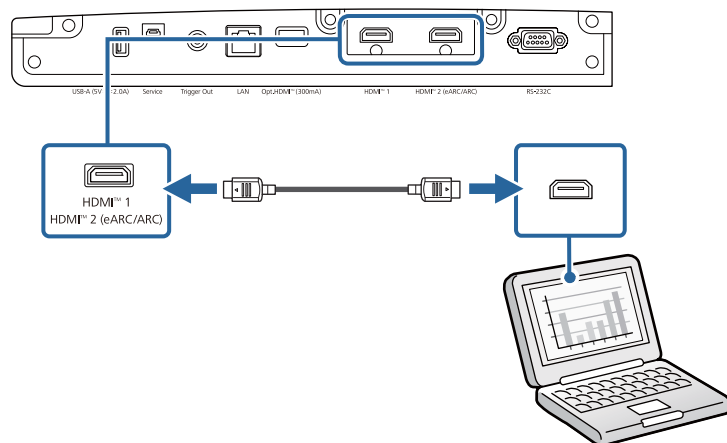 USB-A (5V ⎓ 2.0A) Service Trigger Out LAN Opt.HDMI™ (300mA) HDMI™ 1 HDMI™ 2 (eARC/ARC) RS-232C
HDMI™ 1
HDMI™ 2 (eARC/ARC)